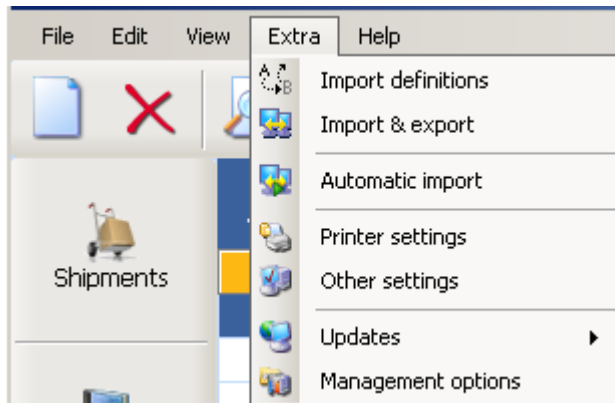 File Edit View Extra Help
Import definitions
Import & export
Automatic import
Printer settings
Other settings
Updates
Management options
Shipments